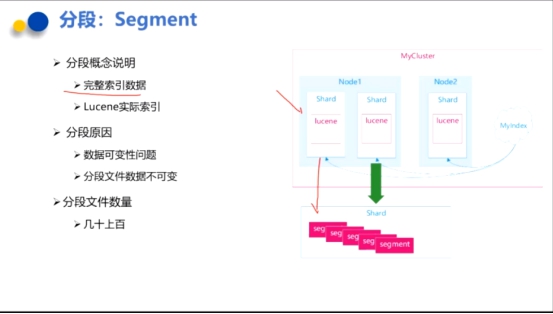 分段：Segment
分段概念说明
完整索引数据
Lucene实际索引
分段原因
数据可变性问题
分段文件数据不可变
分段文件数量
几十上百
MyCluster
Node1
Node2
Shard
Shard
Shard
lucene
lucene
lucene
MyIndex
Shard
seg
seg
seg
seg
segment